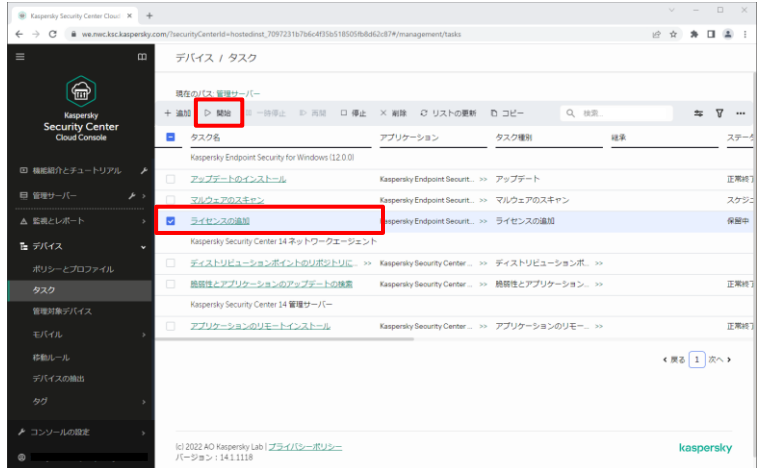 Kaspersky Security Center Cloud
we.nwc.ksc.kaspersky.com/?securityCenterId=hostedinst_7097231b7b6c4f35b518505fb8d62c87#/management/tasks
Kaspersky
Security Center
Cloud Console
機能紹介とチュートリアル
管理サーバー
監視とレポート
デバイス
ポリシーとプロファイル
タスク
管理対象デバイス
モバイル
移動ルール
デバイスの抽出
タグ
コンソールの設定
デバイス / タスク
現在のパス: 管理サーバー
+ 追加 ▷ 開始 一時停止 再開 停止 × 削除 リストの更新 コピー 検索...
タスク名 アプリケーション タスク種別 継承 ステータ
Kaspersky Endpoint Security for Windows (12.0.0)
アップデートのインストール Kaspersky Endpoint Securit... >> アップデート 正常終了
マルウェアのスキャン Kaspersky Endpoint Securit... >> マルウェアのスキャン スケジュ
ライセンスの追加 Kaspersky Endpoint Securit... >> ライセンスの追加 保留中
Kaspersky Security Center 14 ネットワークエージェント
ディストリビューションポイントのリポジトリに... >> Kaspersky Security Center ... >> ディストリビューションポ... >>
脆弱性とアプリケーションのアップデートの検索 Kaspersky Security Center ... >> 脆弱性とアプリケーション... >> 正常終了
Kaspersky Security Center 14 管理サーバー
アプリケーションのリモートインストール Kaspersky Security Center ... >> アプリケーションのリモー... >> 正常終了
戻る 1 次へ
(c) 2022 AO Kaspersky Lab | プライバシーポリシー
バージョン : 14.1.1118
kaspersky